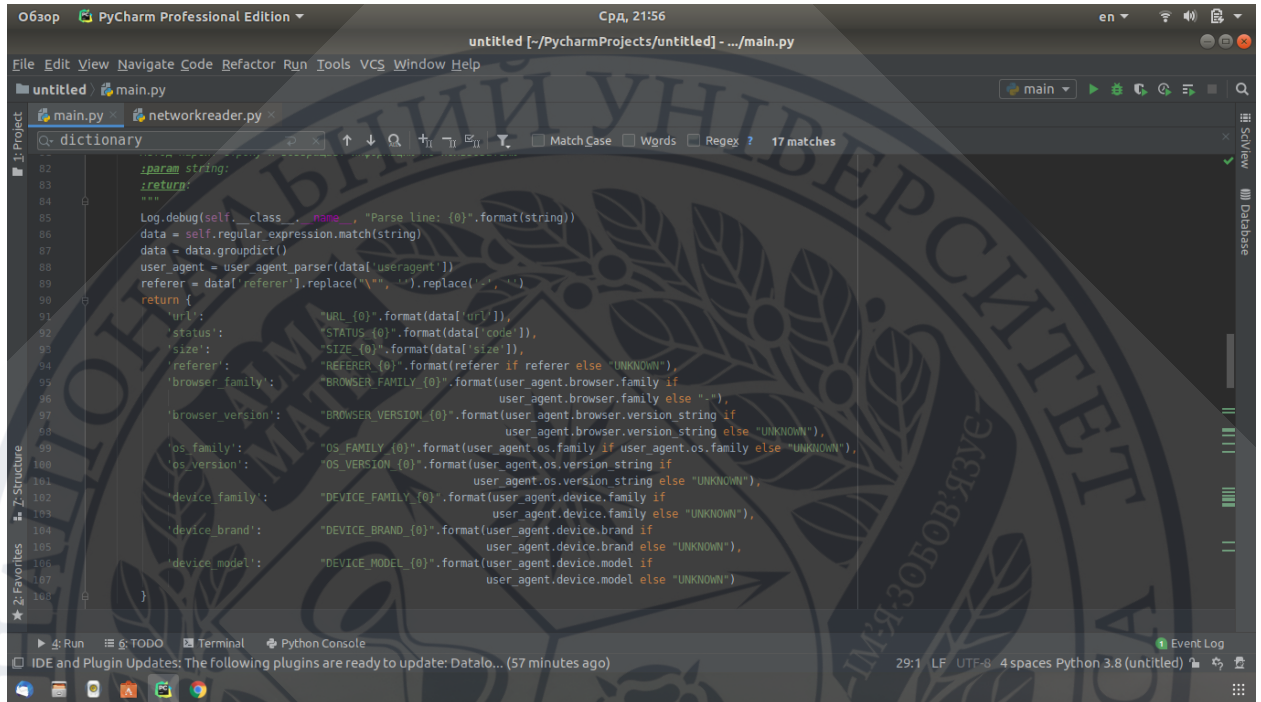 Обзор PyCharm Professional Edition Срд, 21:56 en
untitled [~/PycharmProjects/untitled] - .../main.py
File Edit View Navigate Code Refactor Run Tools VCS Window Help
untitled main.py main
main.py networkreader.py
dictionary Match Case Words Regex ? 17 matches
82 :param string:
83 :return:
84 """
85 Log.debug(self.__class__.__name__, "Parse line: {0}".format(string))
86 data = self.regular_expression.match(string)
87 data = data.groupdict()
88 user_agent = user_agent_parser(data['useragent'])
89 referer = data['referer'].replace("\"", '').replace('-', '')
90 return {
91 'url': "URL_{0}".format(data['url']),
92 'status': "STATUS_{0}".format(data['code']),
93 'size': "SIZE_{0}".format(data['size']),
94 'referer': "REFERER_{0}".format(referer if referer else "UNKNOWN"),
95 'browser_family': "BROWSER_FAMILY_{0}".format(user_agent.browser.family if
96 user_agent.browser.family else "-"),
97 'browser_version': "BROWSER_VERSION_{0}".format(user_agent.browser.version_string if
98 user_agent.browser.version_string else "UNKNOWN"),
99 'os_family': "OS_FAMILY_{0}".format(user_agent.os.family if user_agent.os.family else "UNKNOWN"),
100 'os_version': "OS_VERSION_{0}".format(user_agent.os.version_string if
101 user_agent.os.version_string else "UNKNOWN"),
102 'device_family': "DEVICE_FAMILY_{0}".format(user_agent.device.family if
103 user_agent.device.family else "UNKNOWN"),
104 'device_brand': "DEVICE_BRAND_{0}".format(user_agent.device.brand if
105 user_agent.device.brand else "UNKNOWN"),
106 'device_model': "DEVICE_MODEL_{0}".format(user_agent.device.model if
107 user_agent.device.model else "UNKNOWN")
108 }
1: Project
Z: Structure
2: Favorites
SciView
Database
4: Run 6: TODO Terminal Python Console 1 Event Log
IDE and Plugin Updates: The following plugins are ready to update: Datalo... (57 minutes ago) 29:1 LF UTF-8 4 spaces Python 3.8 (untitled)
УНІВЕРСИТЕТ
ІМ'Я ЗОБОВ'ЯЗУЄ